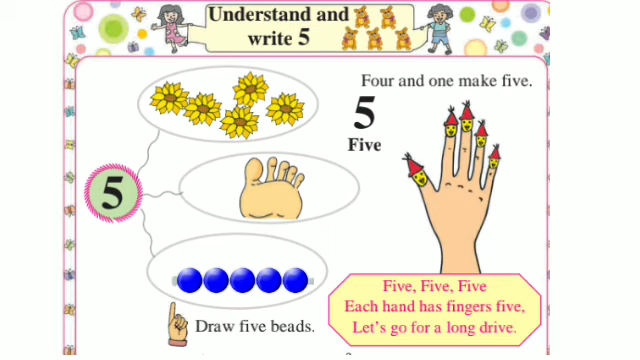 Understand and
write 5
Four and one make five.
5
Five
5
Five, Five, Five
Each hand has fingers five,
Let's go for a long drive.
Draw five beads.